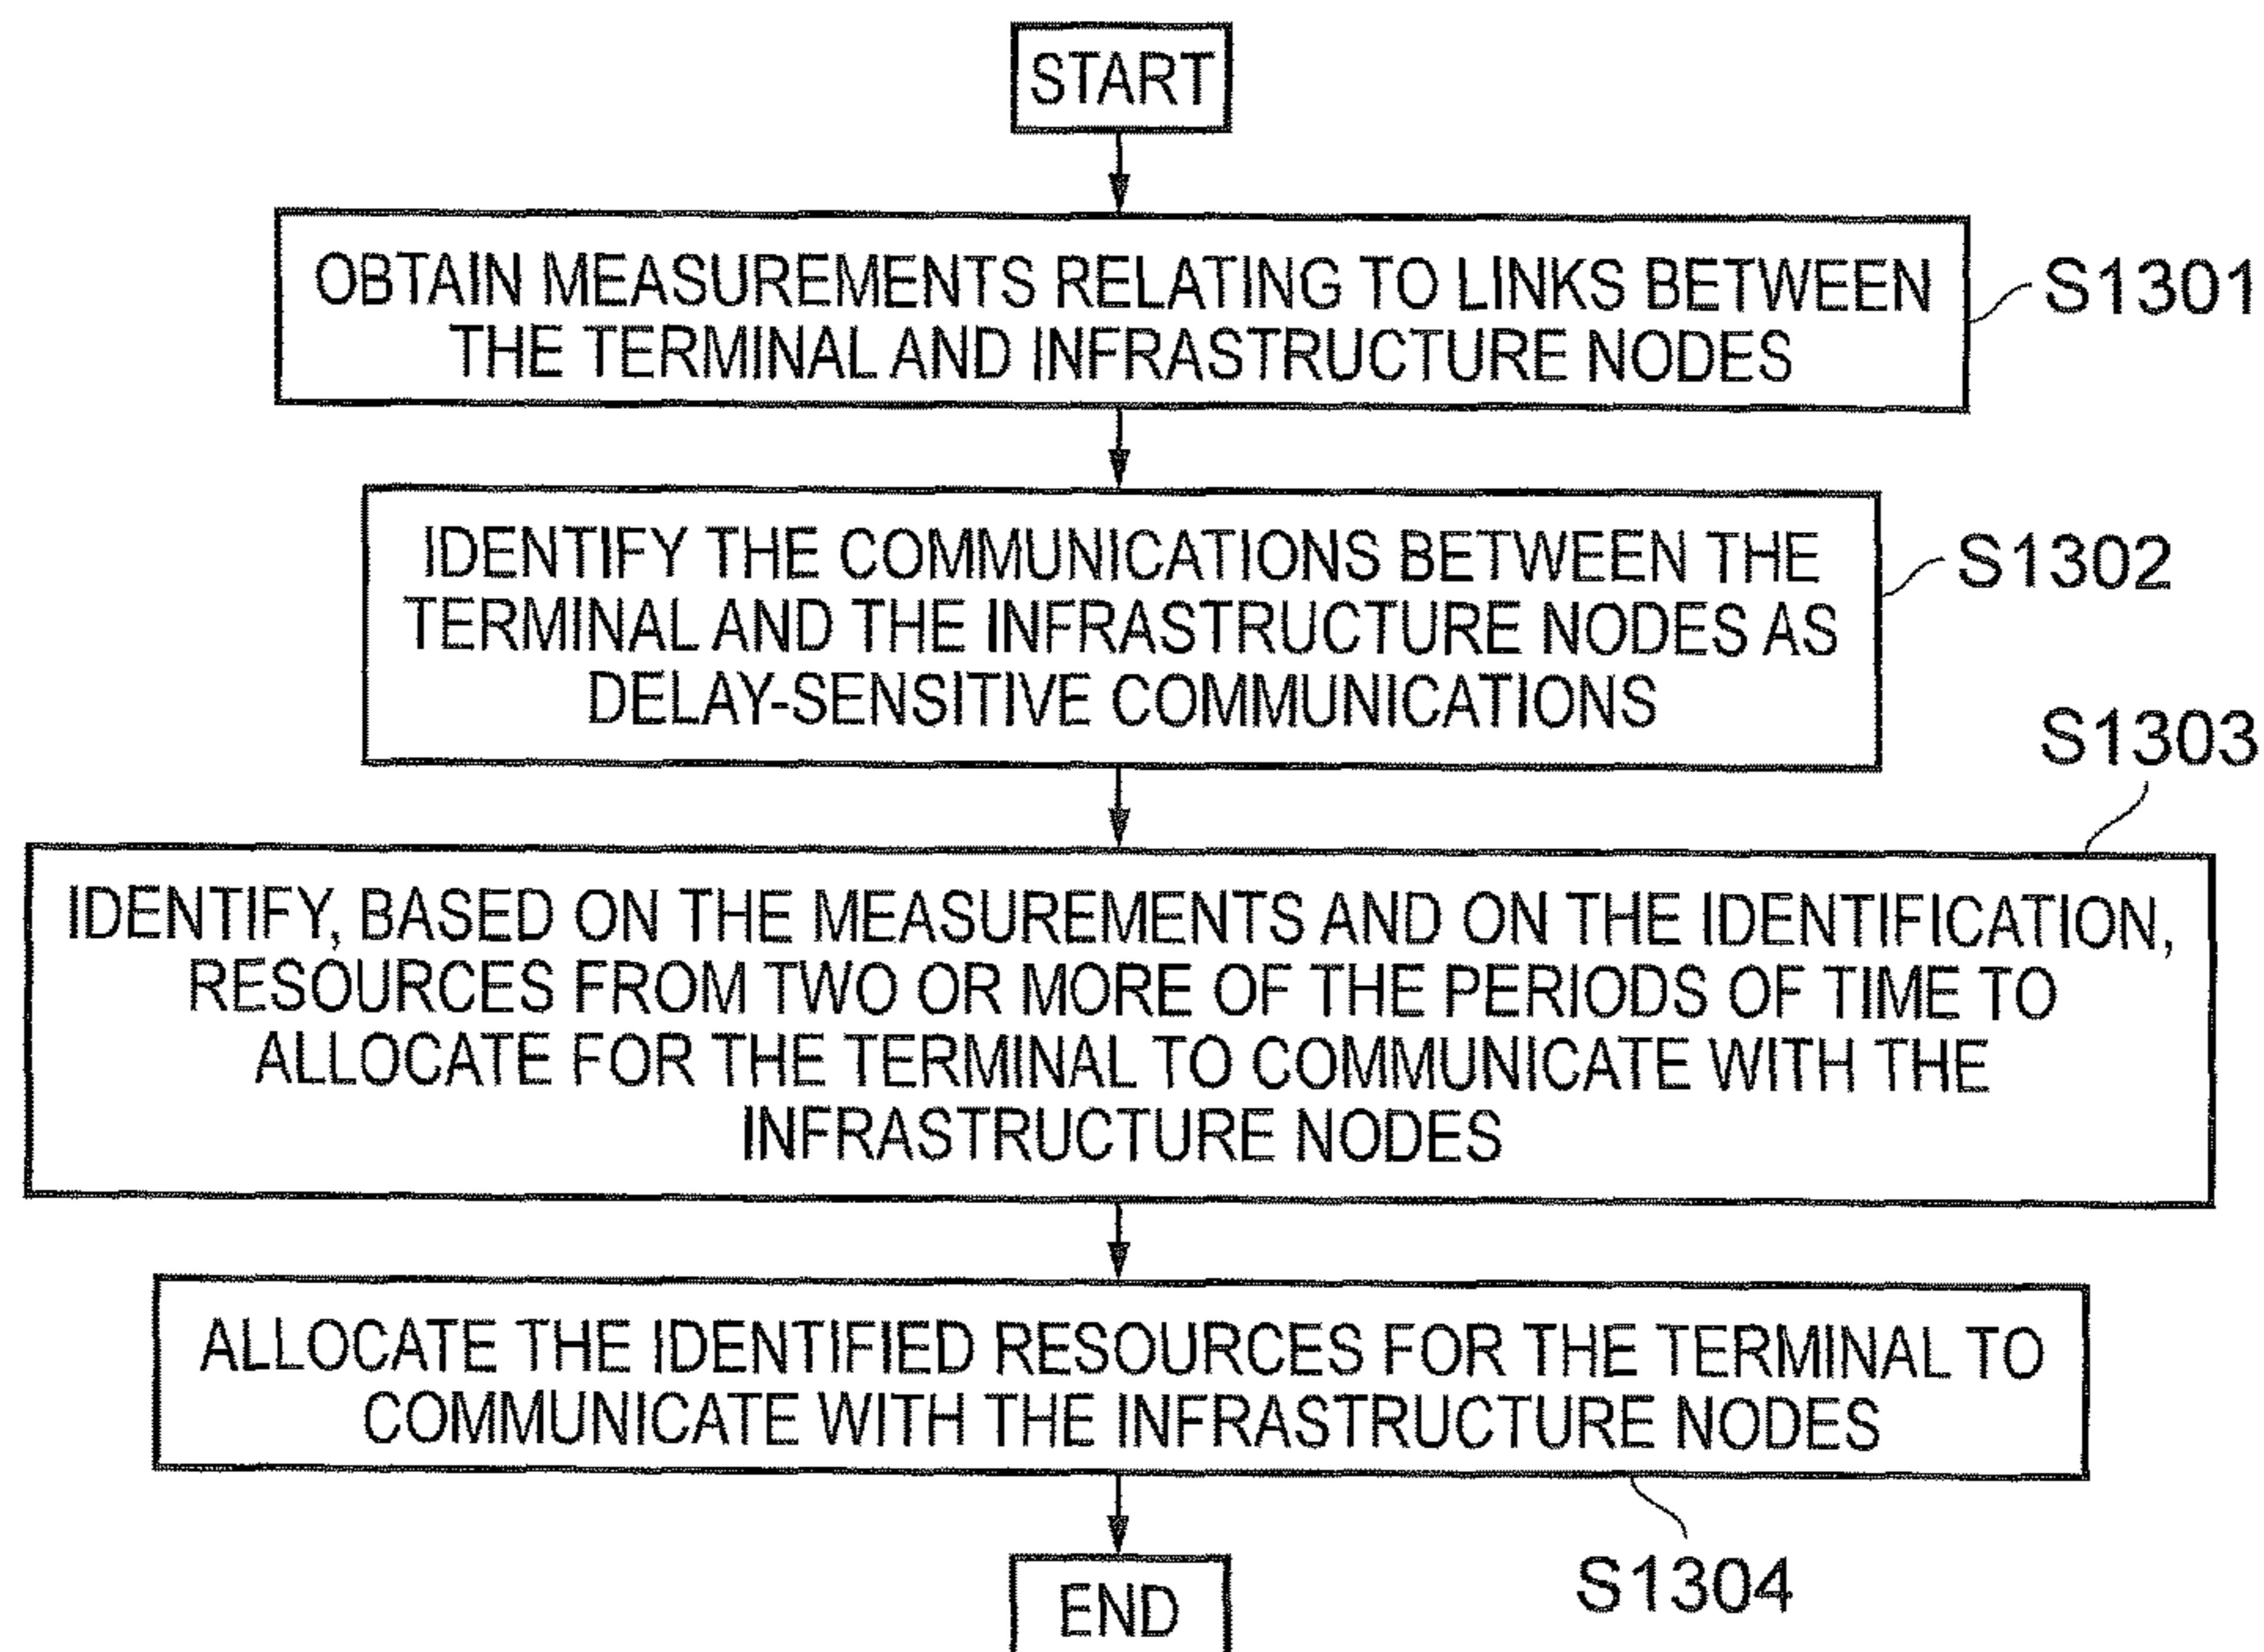 START
OBTAIN MEASUREMENTS RELATING TO LINKS BETWEEN
THE TERMINAL AND INFRASTRUCTURE NODES
S1301
IDENTIFY THE COMMUNICATIONS BETWEEN THE
TERMINAL AND THE INFRASTRUCTURE NODES AS
DELAY-SENSITIVE COMMUNICATIONS
S1302
S1303
IDENTIFY, BASED ON THE MEASUREMENTS AND ON THE IDENTIFICATION,
RESOURCES FROM TWO OR MORE OF THE PERIODS OF TIME TO
ALLOCATE FOR THE TERMINAL TO COMMUNICATE WITH THE
INFRASTRUCTURE NODES
ALLOCATE THE IDENTIFIED RESOURCES FOR THE TERMINAL TO
COMMUNICATE WITH THE INFRASTRUCTURE NODES
S1304
END